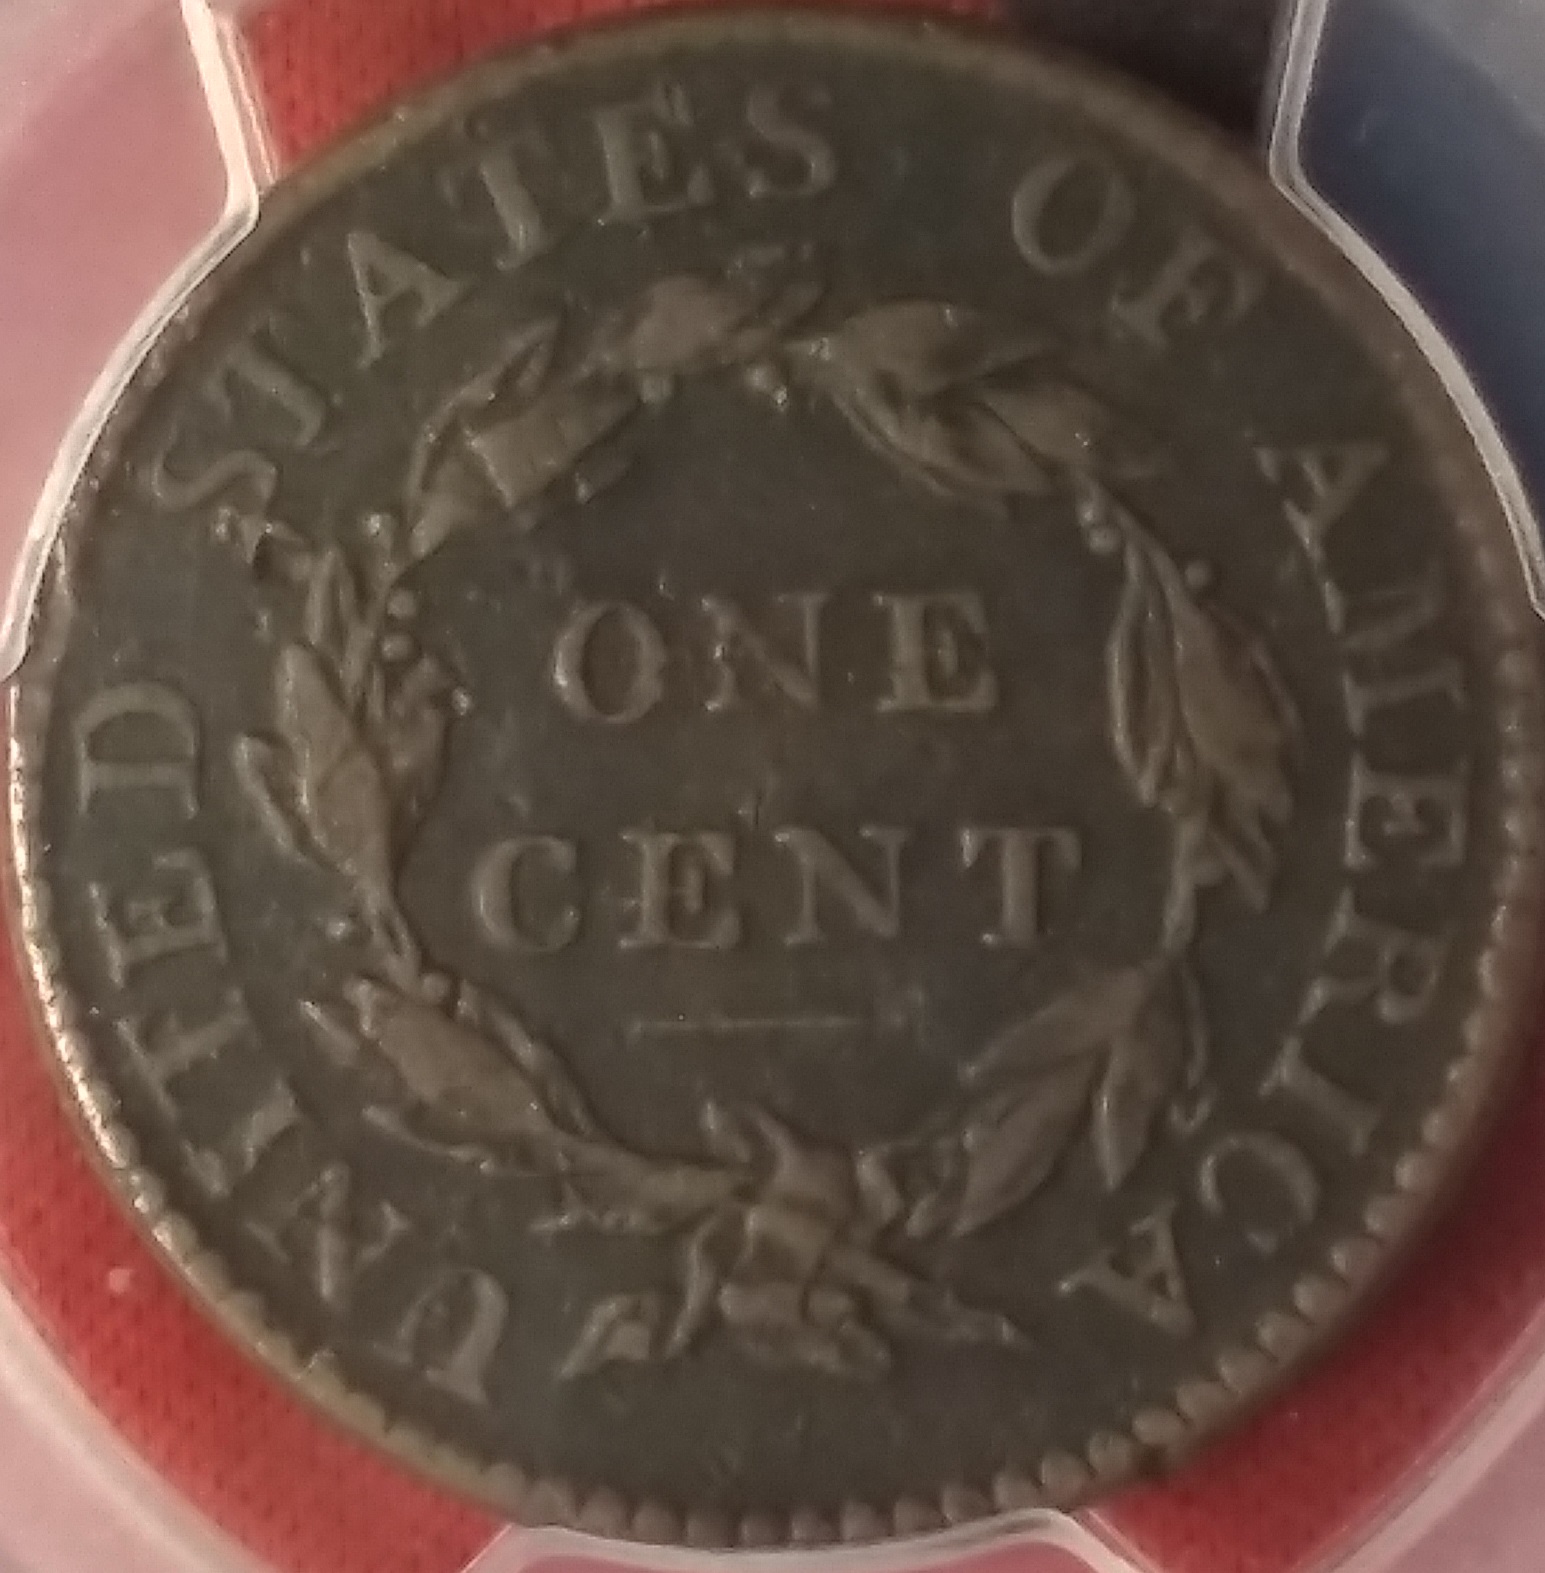 UNITED STATES OF AMERICA
ONE
CENT